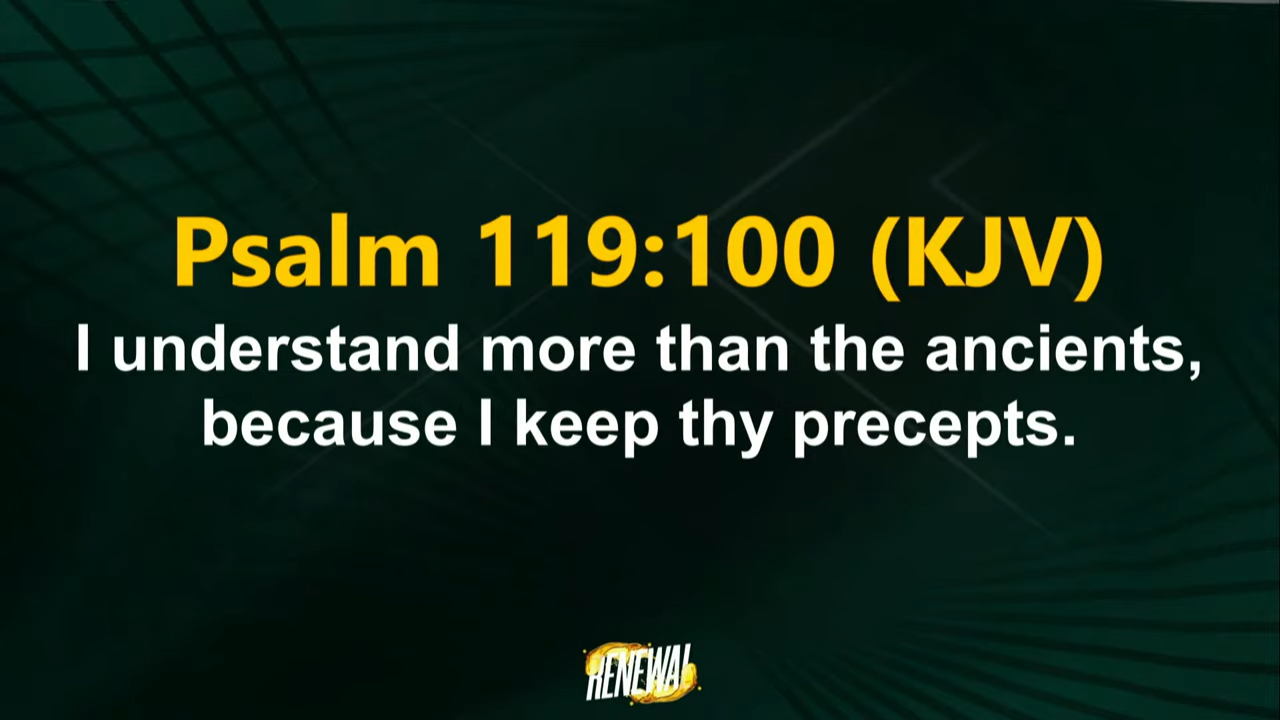 Psalm 119:100 (KJV)
I understand more than the ancients,
because I keep thy precepts.
RENEWAL